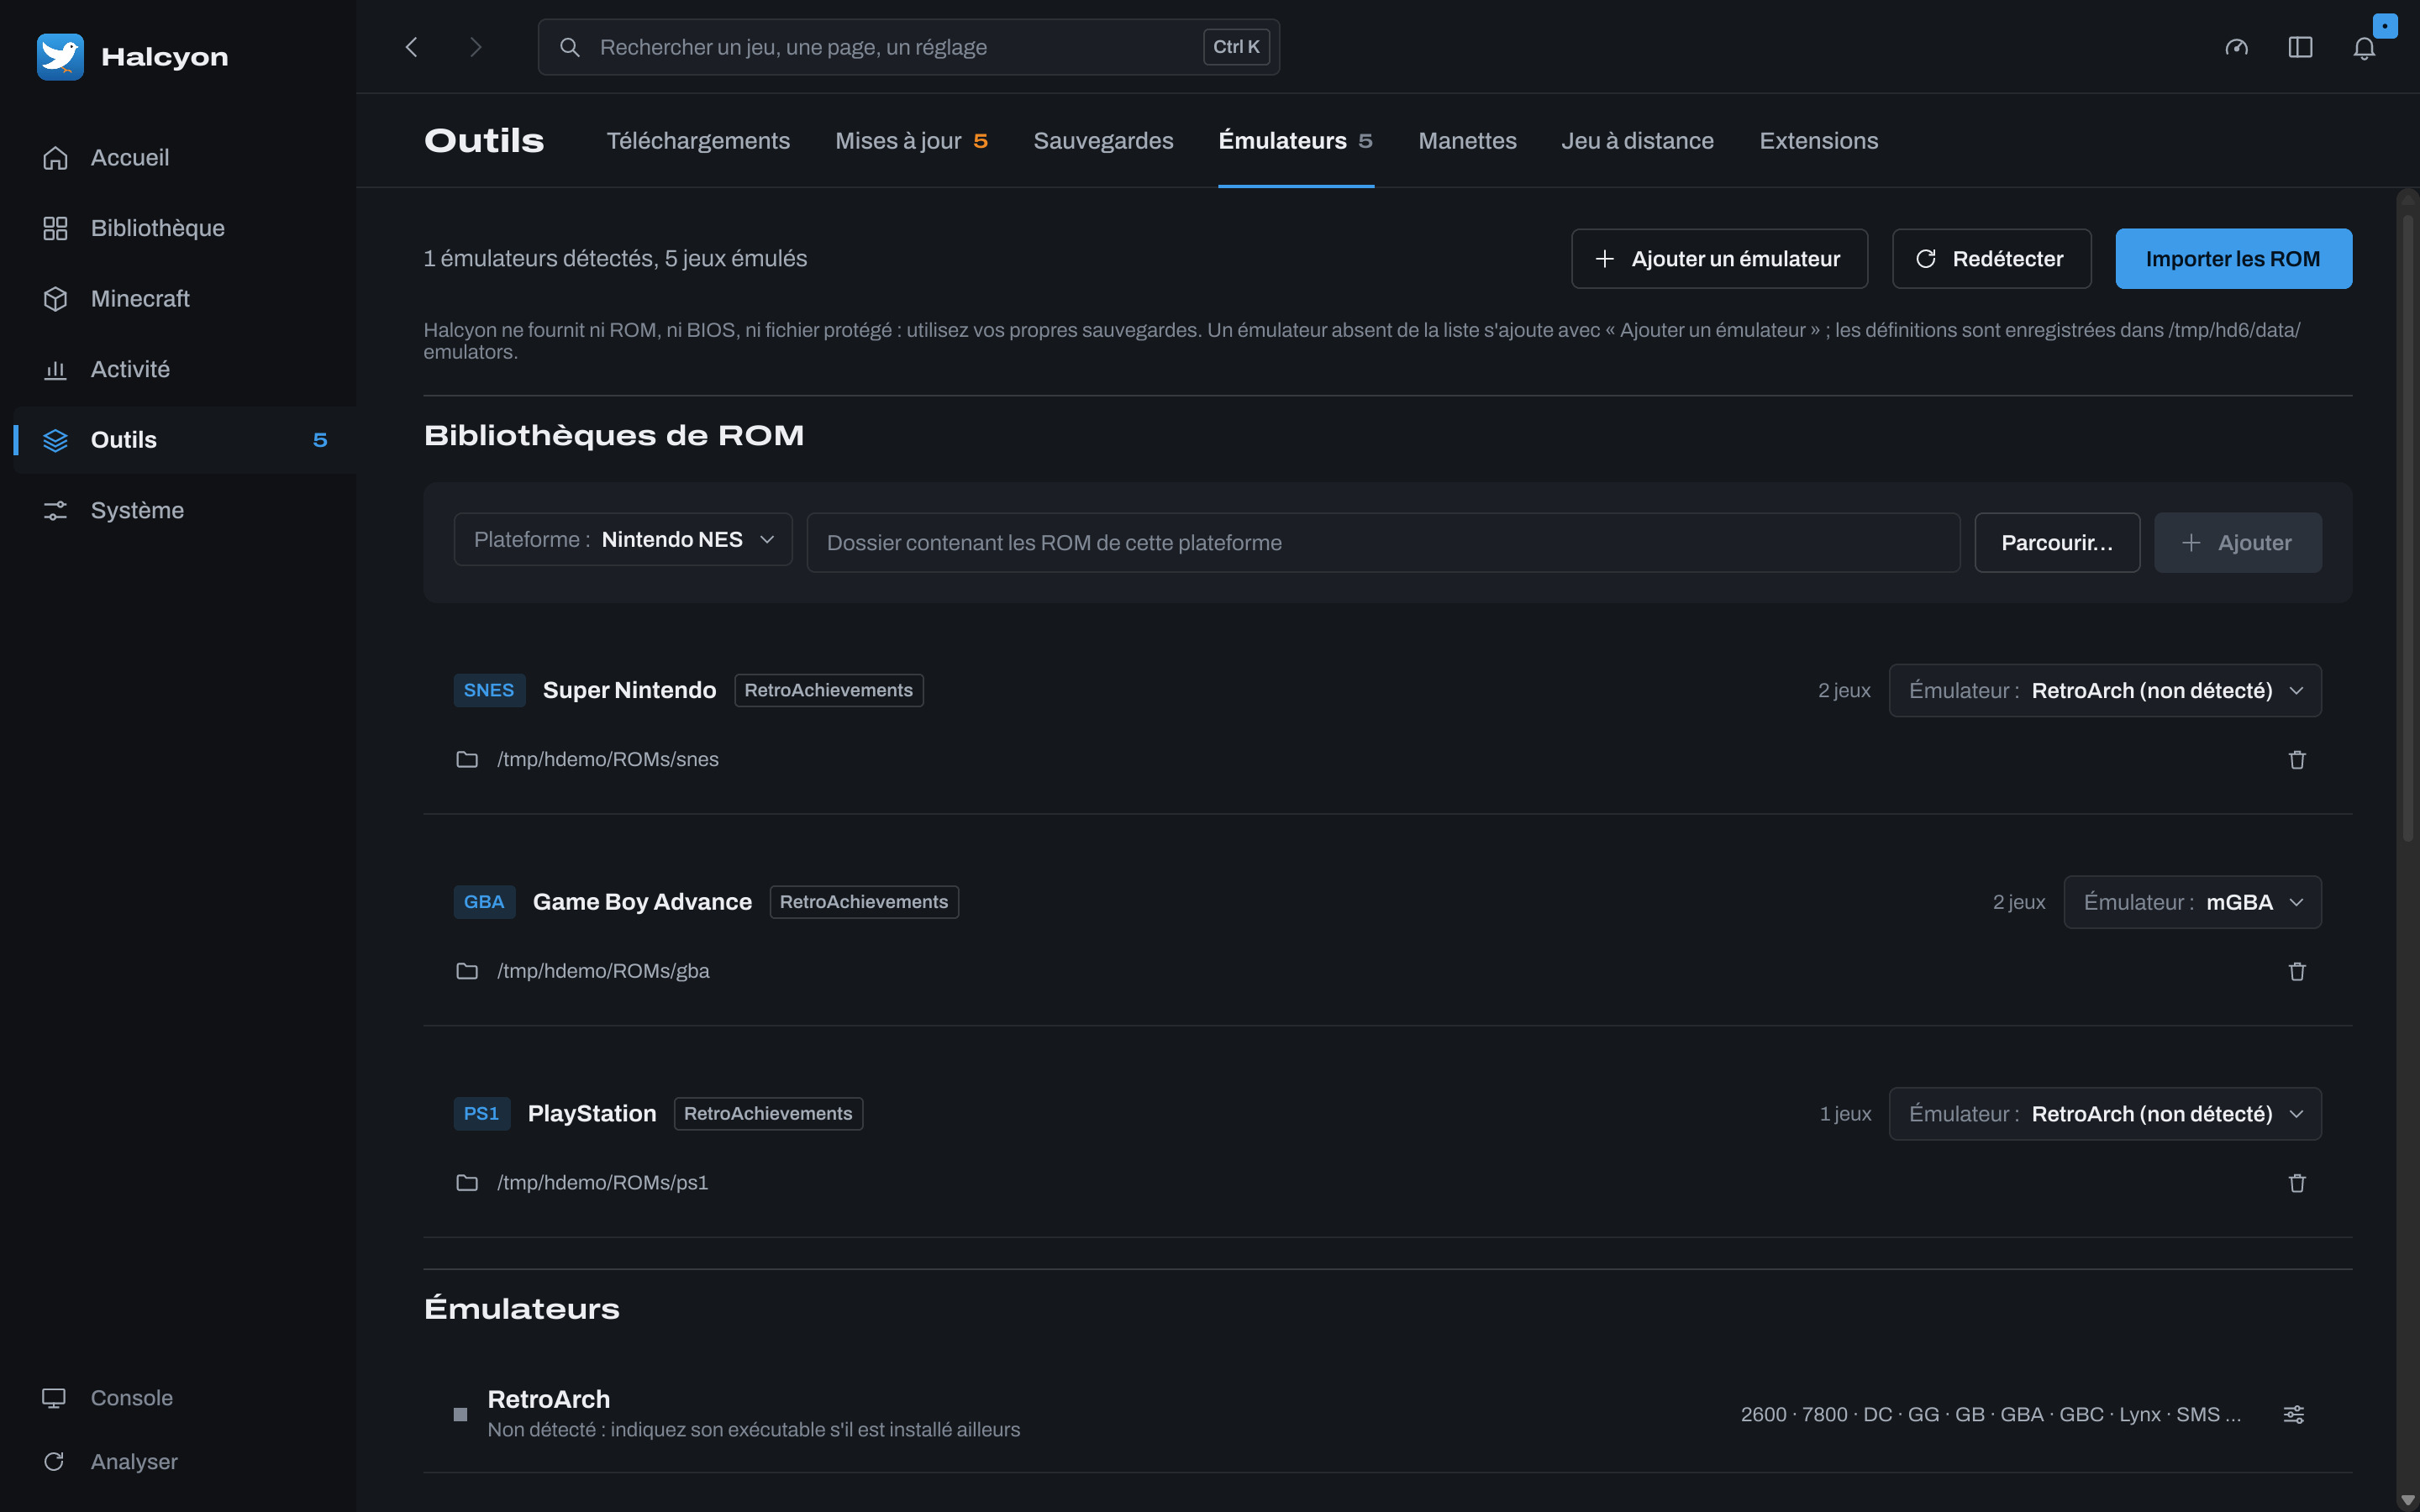 Halcyon
Rechercher un jeu, une page, un réglage
Ctrl K
Accueil
Bibliothèque
Minecraft
Activité
Outils 5
Système
Console
Analyser
Outils
Téléchargements
Mises à jour 5
Sauvegardes
Émulateurs 5
Manettes
Jeu à distance
Extensions
1 émulateurs détectés, 5 jeux émulés
Ajouter un émulateur
Redétecter
Importer les ROM
Halcyon ne fournit ni ROM, ni BIOS, ni fichier protégé : utilisez vos propres sauvegardes. Un émulateur absent de la liste s'ajoute avec « Ajouter un émulateur » ; les définitions sont enregistrées dans /tmp/hd6/data/
emulators.
Bibliothèques de ROM
Plateforme : Nintendo NES
Dossier contenant les ROM de cette plateforme
Parcourir...
Ajouter
SNES Super Nintendo RetroAchievements
2 jeux
Émulateur : RetroArch (non détecté)
/tmp/hdemo/ROMs/snes
GBA Game Boy Advance RetroAchievements
2 jeux
Émulateur : mGBA
/tmp/hdemo/ROMs/gba
PS1 PlayStation RetroAchievements
1 jeux
Émulateur : RetroArch (non détecté)
/tmp/hdemo/ROMs/ps1
Émulateurs
RetroArch
Non détecté : indiquez son exécutable s'il est installé ailleurs
2600 · 7800 · DC · GG · GB · GBA · GBC · Lynx · SMS ...